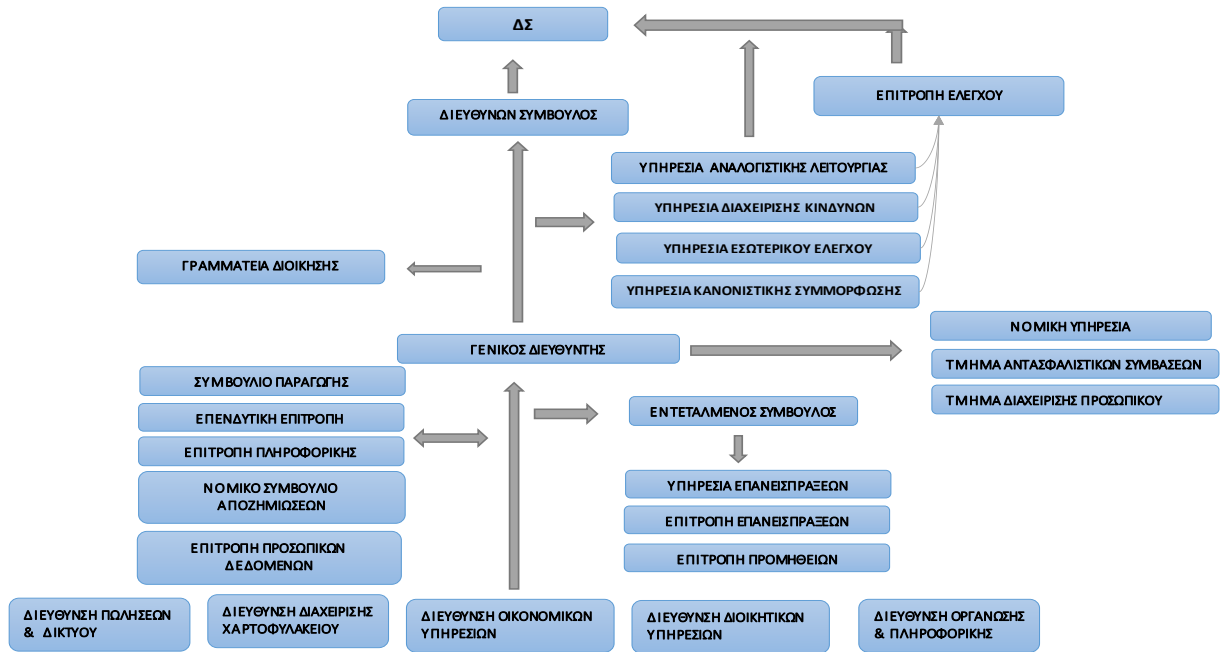 ΔΣ
ΕΠΙΤΡΟΠΗ ΕΛΕΓΧΟΥ
ΔΙΕΥΘΥΝΩΝ ΣΥΜΒΟΥΛΟΣ
ΥΠΗΡΕΣΙΑ ΑΝΑΛΟΓΙΣΤΙΚΗΣ ΛΕΙΤΟΥΡΓΙΑΣ
ΥΠΗΡΕΣΙΑ ΔΙΑΧΕΙΡΙΣΗΣ ΚΙΝΔΥΝΩΝ
ΥΠΗΡΕΣΙΑ ΕΣΩΤΕΡΙΚΟΥ ΕΛΕΓΧΟΥ
ΥΠΗΡΕΣΙΑ ΚΑΝΟΝΙΣΤΙΚΗΣ ΣΥΜΜΟΡΦΩΣΗΣ
ΓΡΑΜΜΑΤΕΙΑ ΔΙΟΙΚΗΣΗΣ
ΓΕΝΙΚΟΣ ΔΙΕΥΘΥΝΤΗΣ
ΝΟΜΙΚΗ ΥΠΗΡΕΣΙΑ
ΤΜΗΜΑ ΑΝΤΑΣΦΑΛΙΣΤΙΚΩΝ ΣΥΜΒΑΣΕΩΝ
ΤΜΗΜΑ ΔΙΑΧΕΙΡΙΣΗΣ ΠΡΟΣΩΠΙΚΟΥ
ΣΥΜΒΟΥΛΙΟ ΠΑΡΑΓΩΓΗΣ
ΕΠΕΝΔΥΤΙΚΗ ΕΠΙΤΡΟΠΗ
ΕΠΙΤΡΟΠΗ ΠΛΗΡΟΦΟΡΙΚΗΣ
ΝΟΜΙΚΟ ΣΥΜΒΟΥΛΙΟ
ΑΠΟΖΗΜΙΩΣΕΩΝ
ΕΠΙΤΡΟΠΗ ΠΡΟΣΩΠΙΚΩΝ
ΔΕΔΟΜΕΝΩΝ
ΕΝΤΕΤΑΛΜΕΝΟΣ ΣΥΜΒΟΥΛΟΣ
ΥΠΗΡΕΣΙΑ ΕΠΑΝΕΙΣΠΡΑΞΕΩΝ
ΕΠΙΤΡΟΠΗ ΕΠΑΝΕΙΣΠΡΑΞΕΩΝ
ΕΠΙΤΡΟΠΗ ΠΡΟΜΗΘΕΙΩΝ
ΔΙΕΥΘΥΝΣΗ ΠΩΛΗΣΕΩΝ
& ΔΙΚΤΥΟΥ
ΔΙΕΥΘΥΝΣΗ ΔΙΑΧΕΙΡΙΣΗΣ
ΧΑΡΤΟΦΥΛΑΚΕΙΟΥ
ΔΙΕΥΘΥΝΣΗ ΟΙΚΟΝΟΜΙΚΩΝ
ΥΠΗΡΕΣΙΩΝ
ΔΙΕΥΘΥΝΣΗ ΔΙΟΙΚΗΤΙΚΩΝ
ΥΠΗΡΕΣΙΩΝ
ΔΙΕΥΘΥΝΣΗ ΟΡΓΑΝΩΣΗΣ
& ΠΛΗΡΟΦΟΡΙΚΗΣ